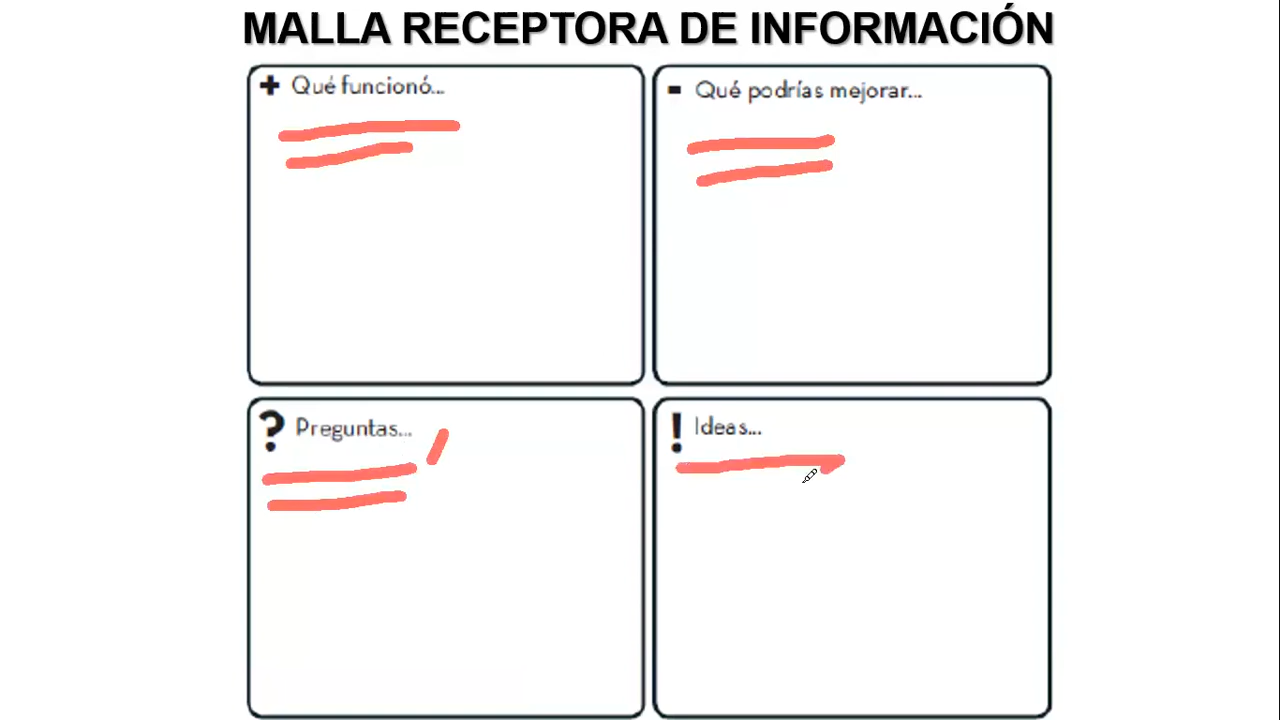 MALLA RECEPTORA DE INFORMACIÓN
+ Qué funcionó...
- Qué podrías mejorar...
? Preguntas...
! Ideas...